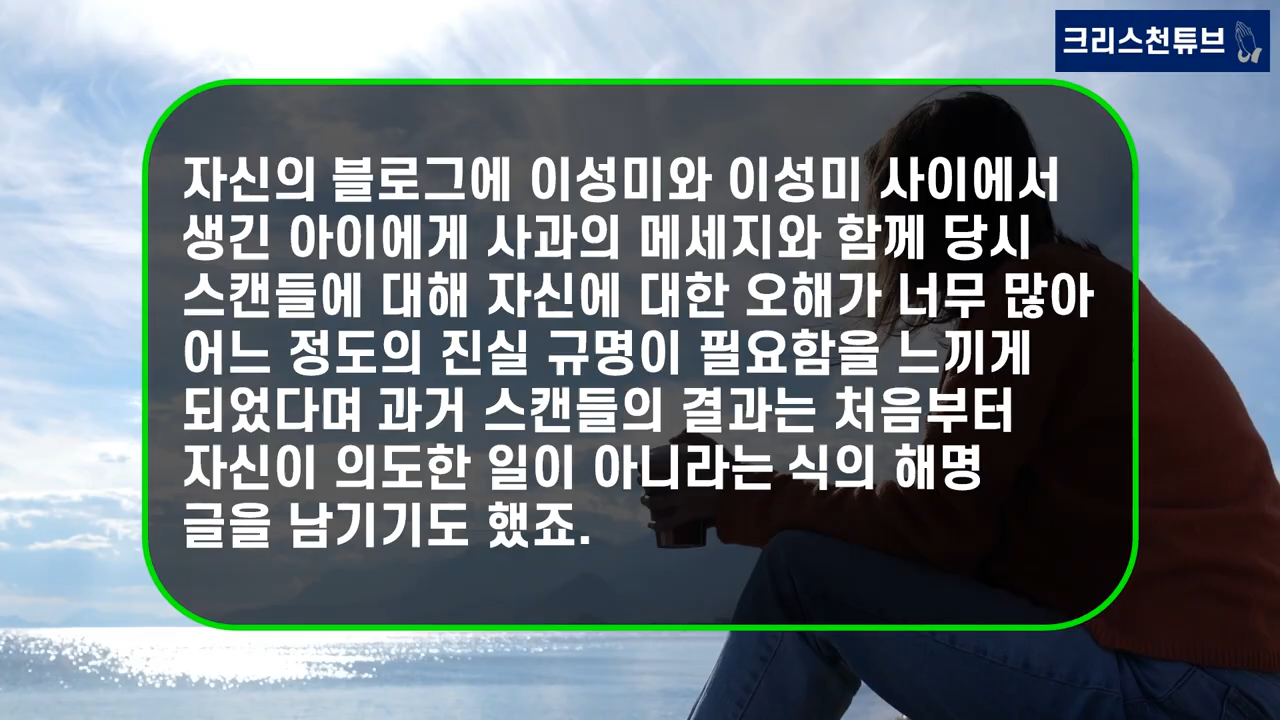 크리스천튜브
자신의 블로그에 이성미와 이성미 사이에서
생긴 아이에게 사과의 메세지와 함께 당시
스캔들에 대해 자신에 대한 오해가 너무 많아
어느 정도의 진실 규명이 필요함을 느끼게
되었다며 과거 스캔들의 결과는 처음부터
자신이 의도한 일이 아니라는 식의 해명
글을 남기기도 했죠.